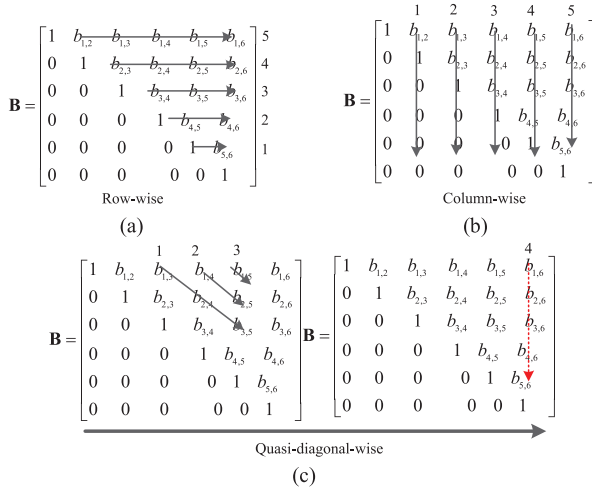 1 b1,2 b1,3 b1,4 b1,5 b1,6 5
0 1 b2,3 b2,4 b2,5 b2,6 4
0 0 1 b3,4 b3,5 b3,6 3
B =
0 0 0 1 b4,5 b4,6 2
0 0 0 0 1 b5,6 1
0 0 0 0 0 1
Row-wise
(a)
1 2 3 4 5
1 b1,2 b1,3 b1,4 b1,5 b1,6
0 1 b2,3 b2,4 b2,5 b2,6
0 0 1 b3,4 b3,5 b3,6
B =
0 0 0 1 b4,5 b4,6
0 0 0 0 1 b5,6
0 0 0 0 0 1
Column-wise
(b)
1 2 3
1 b1,2 b1,3 b1,4 b1,5 b1,6
0 1 b2,3 b2,4 b2,5 b2,6
0 0 1 b3,4 b3,5 b3,6
B =
0 0 0 1 b4,5 b4,6
0 0 0 0 1 b5,6
0 0 0 0 0 1
4
1 b1,2 b1,3 b1,4 b1,5 b1,6
0 1 b2,3 b2,4 b2,5 b2,6
0 0 1 b3,4 b3,5 b3,6
B =
0 0 0 1 b4,5 b4,6
0 0 0 0 1 b5,6
0 0 0 0 0 1
Quasi-diagonal-wise
(c)